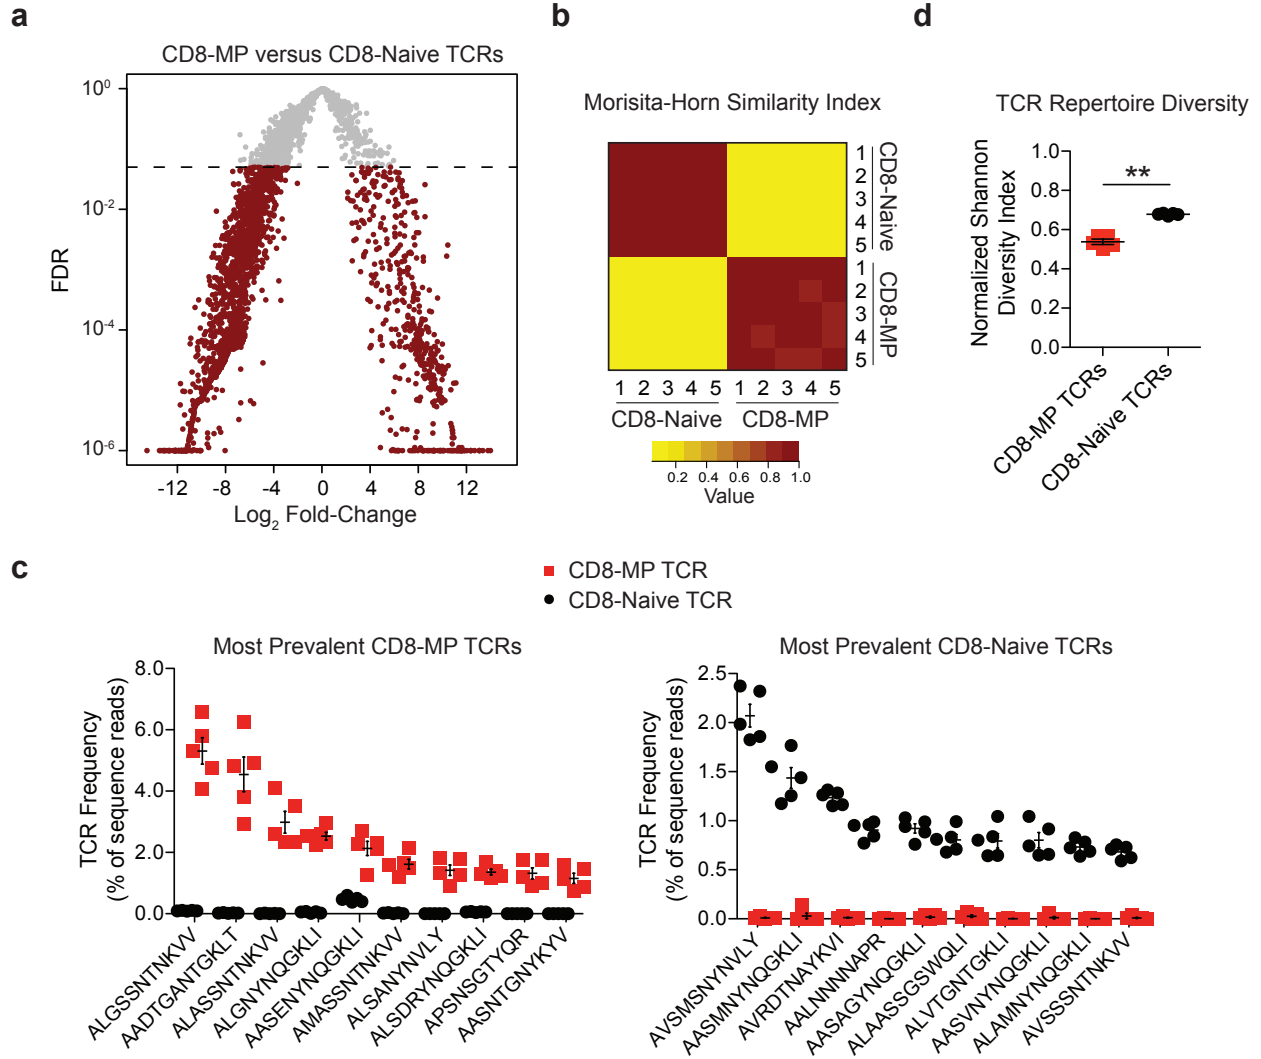 a
CD8-MP versus CD8-Naive TCRs
10⁰
10⁻²
10⁻⁴
10⁻⁶
FDR
-12 -8 -4 0 4 8 12
Log₂ Fold-Change
b
Morisita-Horn Similarity Index
1
2
3
4
5
CD8-Naive
1
2
3
4
5
CD8-MP
1 2 3 4 5 1 2 3 4 5
CD8-Naive CD8-MP
0.2 0.4 0.6 0.8 1.0
Value
d
TCR Repertoire Diversity
Normalized Shannon
Diversity Index
1.0
0.8
0.6
0.4
0.2
0.0
**
CD8-MP TCRs
CD8-Naive TCRs
c
CD8-MP TCR
CD8-Naive TCR
Most Prevalent CD8-MP TCRs
TCR Frequency
(% of sequence reads)
8.0
6.0
4.0
2.0
0.0
ALGSSNTNKVV
AADTGANTGKLT
ALASSNTNKVV
ALGNYNQGKLI
AASENYNQGKLI
AMASSNTNKVV
ALSANYNVLY
ALSDRYNQGKLI
APSNSGTYQR
AASNTGNYKYV
Most Prevalent CD8-Naive TCRs
TCR Frequency
(% of sequence reads)
2.5
2.0
1.5
1.0
0.5
0.0
AVSMSNYNVLY
AASMNYNQGKLI
AVRDTNAYKVI
AALNNNNAPR
AASAGYNQGKLI
ALAASSGSWQLI
ALVTGNTGKLI
AASVNYNQGKLI
ALAMNYNQGKLI
AVSSSNTNKVV